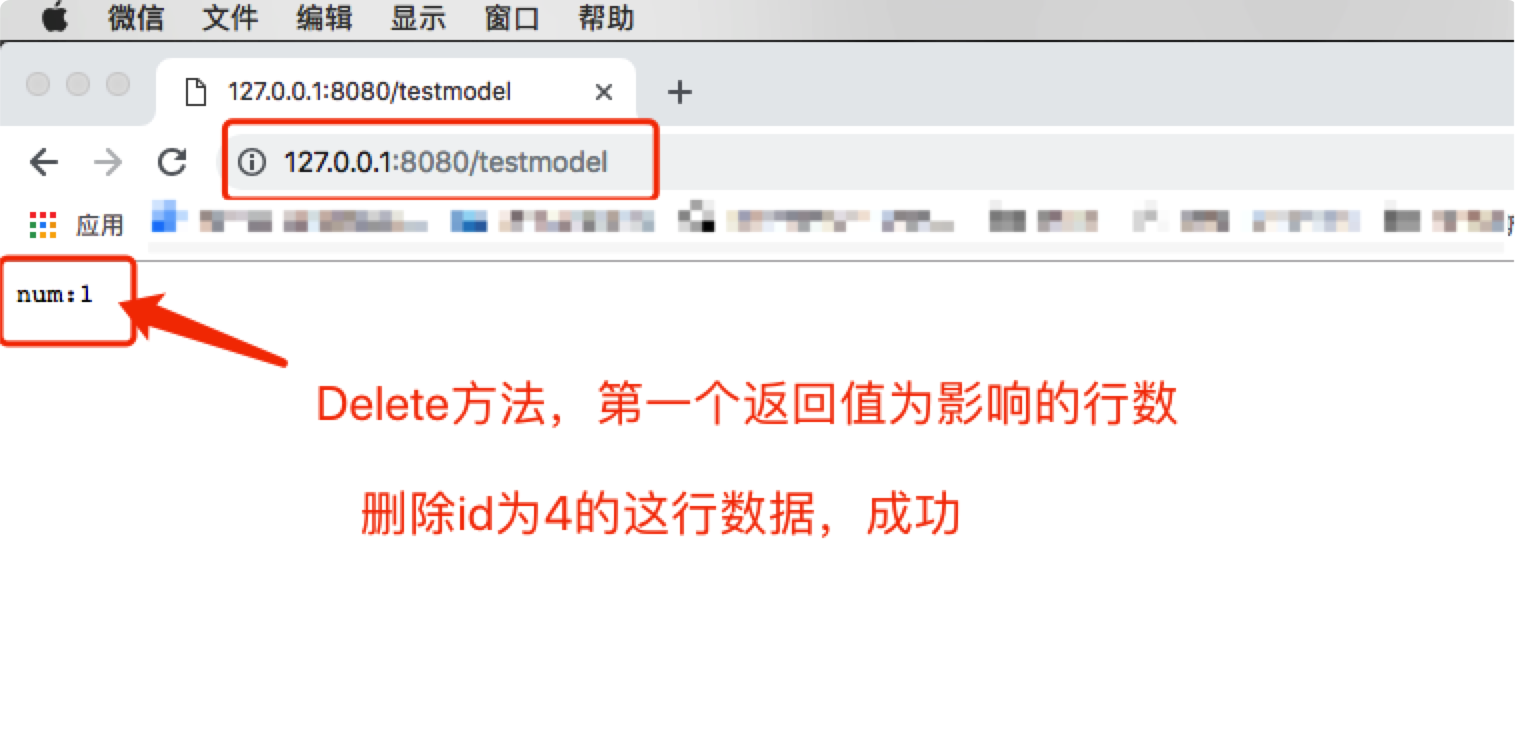 微信 文件 编辑 显示 窗口 帮助
127.0.0.1:8080/testmodel
127.0.0.1:8080/testmodel
应用
num:1
Delete方法，第一个返回值为影响的行数
删除id为4的这行数据，成功